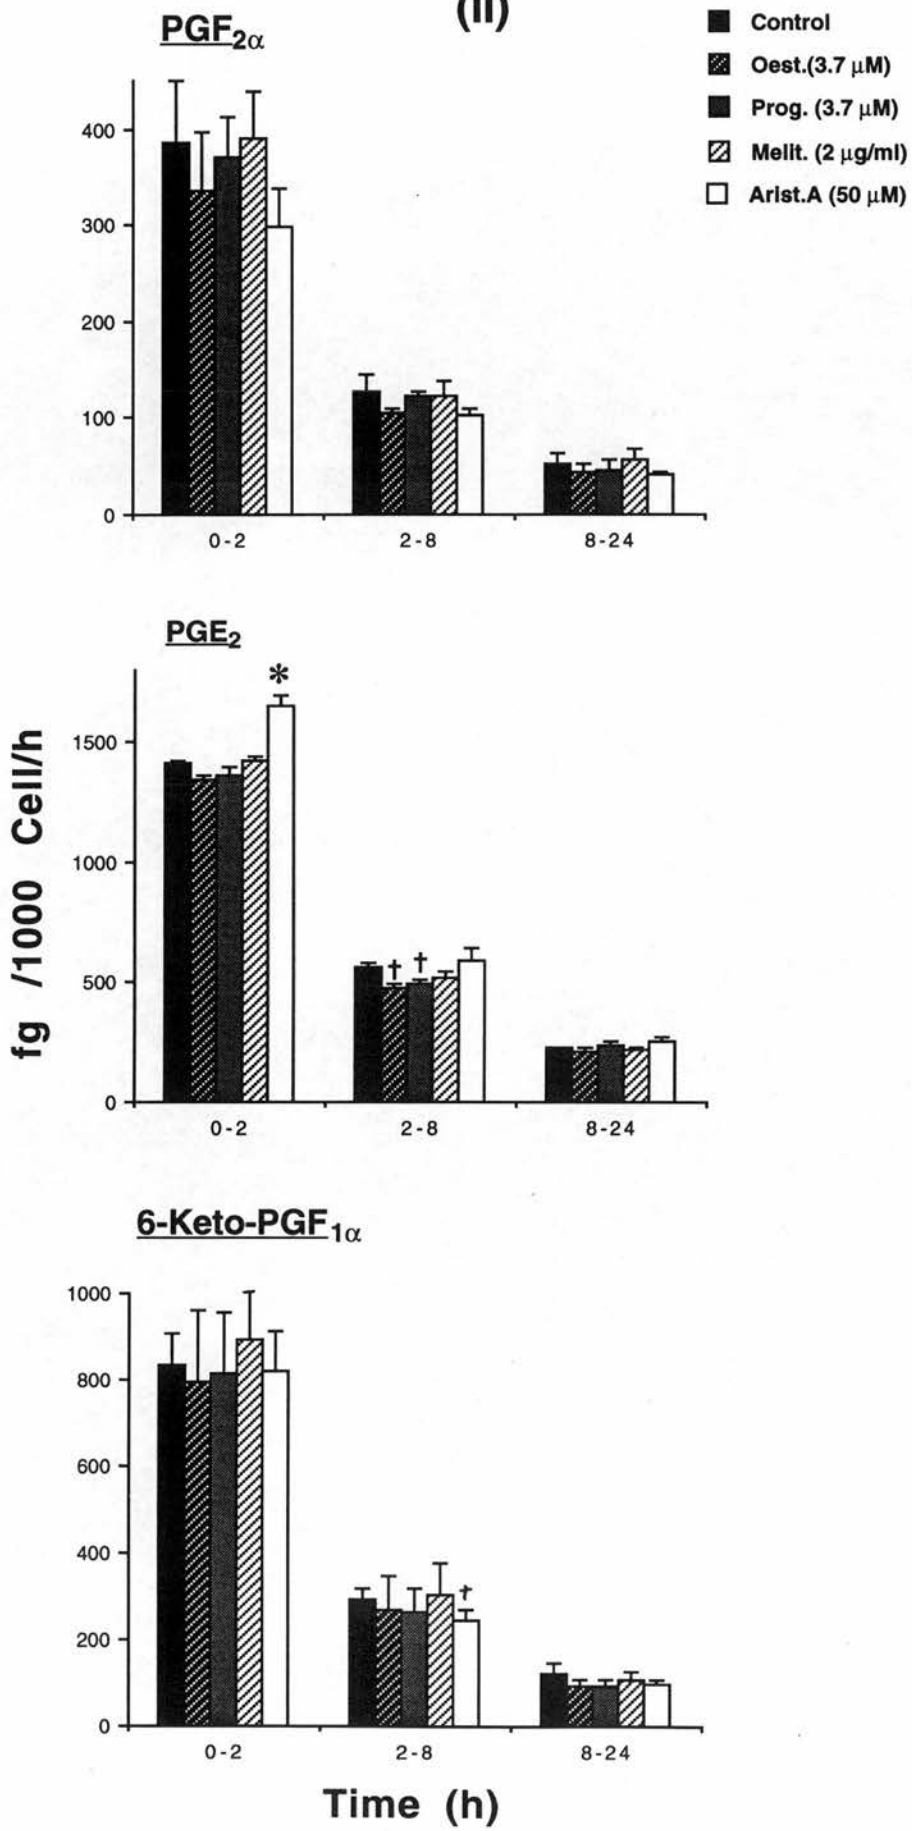 (II)
PGF2α
Control
Oest.(3.7 µM)
Prog. (3.7 µM)
Melit. (2 µg/ml)
Arist.A (50 µM)
400
300
200
100
0
0-2 2-8 8-24
PGE2
*
1500
1000
† †
500
0
0-2 2-8 8-24
fg /1000 Cell/h
6-Keto-PGF1α
1000
800
600
400
†
200
0
0-2 2-8 8-24
Time (h)